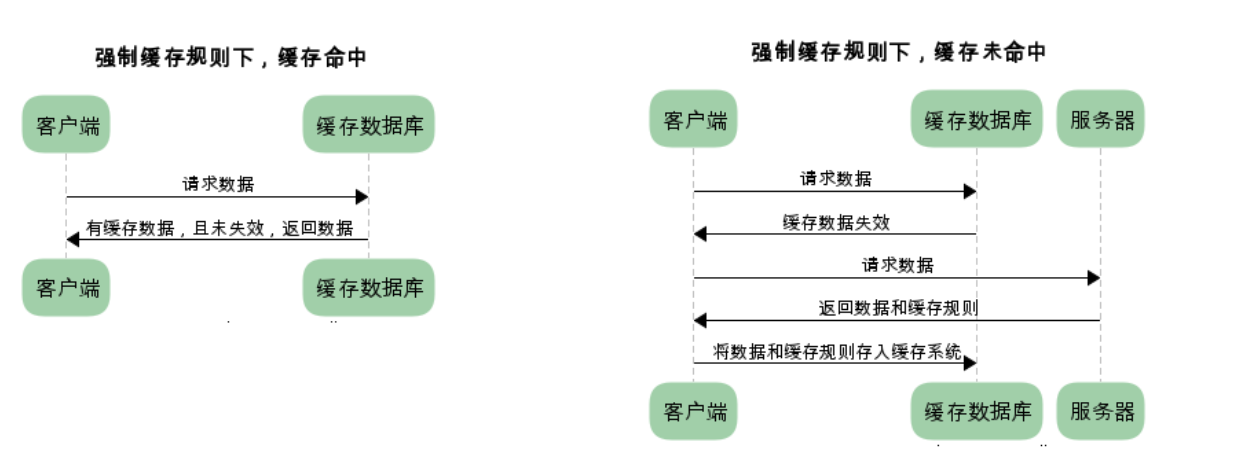 强制缓存规则下，缓存命中
客户端
缓存数据库
请求数据
有缓存数据，且未失效，返回数据
客户端
缓存数据库
强制缓存规则下，缓存未命中
客户端
缓存数据库
服务器
请求数据
缓存数据失效
请求数据
返回数据和缓存规则
将数据和缓存规则存入缓存系统
客户端
缓存数据库
服务器